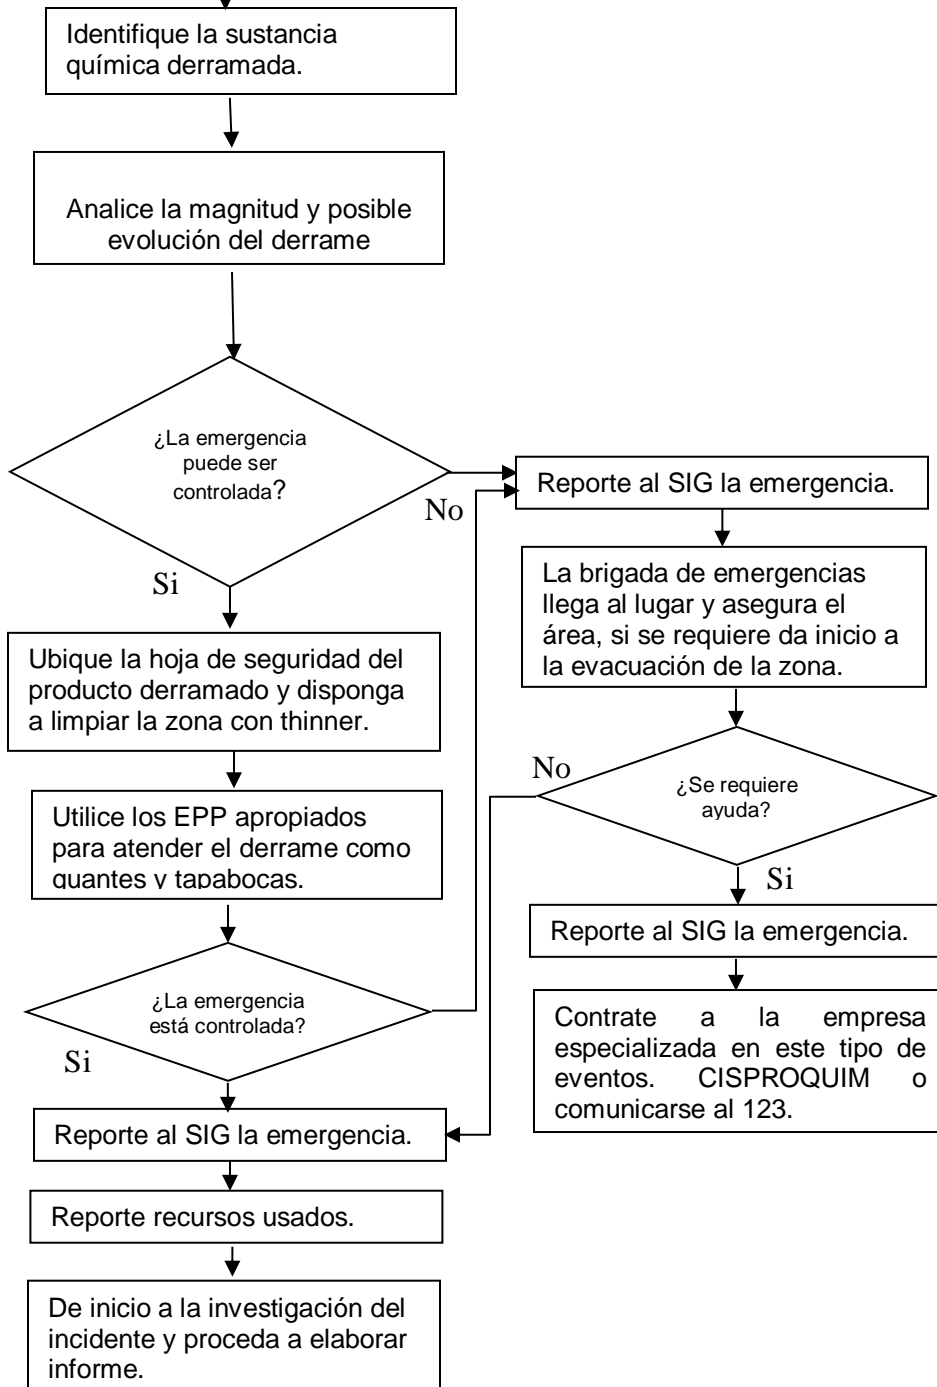 Identifique la sustancia
química derramada.
Analice la magnitud y posible
evolución del derrame
¿La emergencia
puede ser
controlada?
No
Si
Reporte al SIG la emergencia.
La brigada de emergencias
llega al lugar y asegura el
área, si se requiere da inicio a
la evacuación de la zona.
Ubique la hoja de seguridad del
producto derramado y disponga
a limpiar la zona con thinner.
Utilice los EPP apropiados
para atender el derrame como
guantes y tapabocas.
No
¿Se requiere
ayuda?
Si
Reporte al SIG la emergencia.
Contrate a la empresa
especializada en este tipo de
eventos. CISPROQUIM o
comunicarse al 123.
¿La emergencia
está controlada?
Si
Reporte al SIG la emergencia.
Reporte recursos usados.
De inicio a la investigación del
incidente y proceda a elaborar
informe.